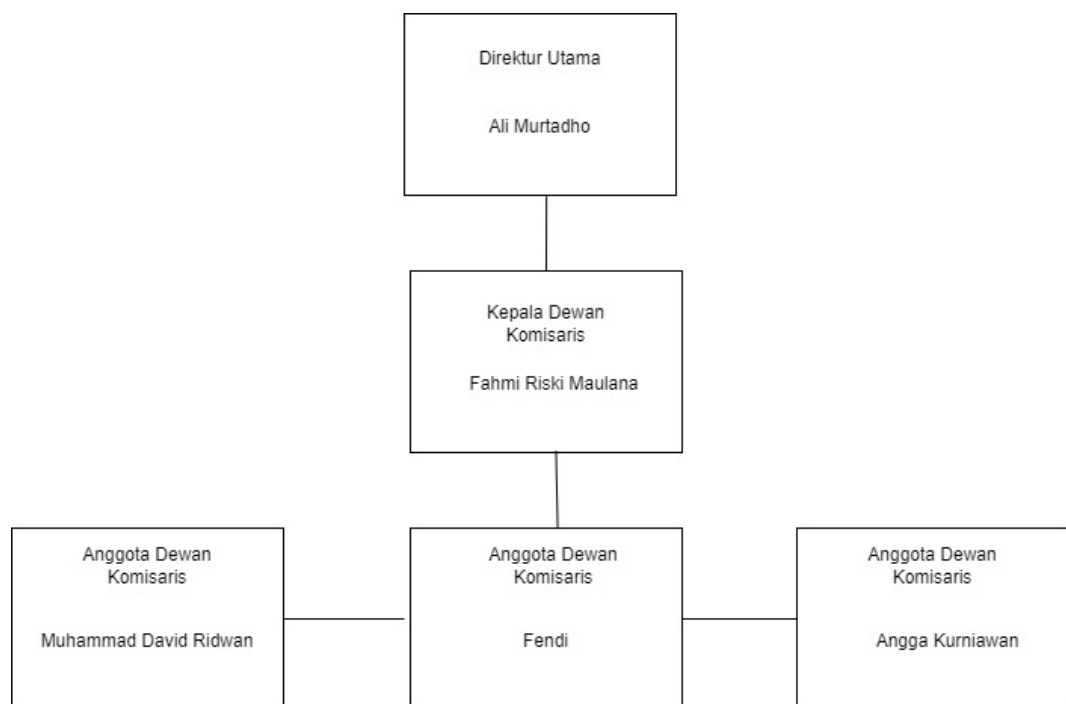 Direktur Utama
Ali Murtadho
Kepala Dewan
Komisaris
Fahmi Riski Maulana
Anggota Dewan
Komisaris
Muhammad David Ridwan
Anggota Dewan
Komisaris
Fendi
Anggota Dewan
Komisaris
Angga Kurniawan